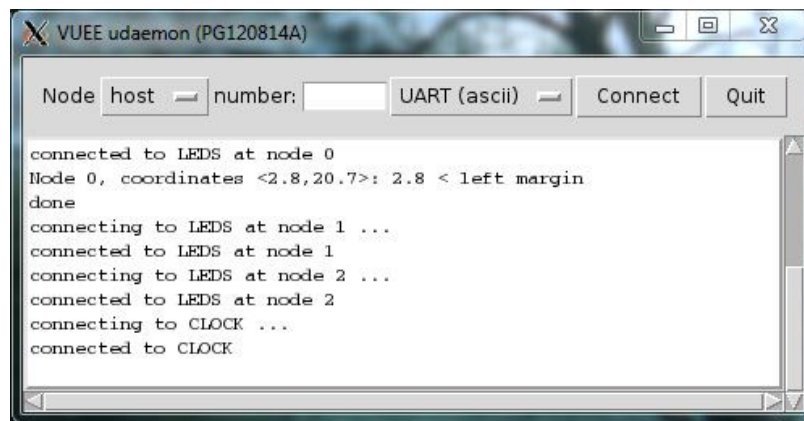 VUEE udaemon (PG120814A)
Node host number: UART (ascii) Connect Quit
connected to LEDS at node 0
Node 0, coordinates <2.8,20.7>: 2.8 < left margin
done
connecting to LEDS at node 1 ...
connected to LEDS at node 1
connecting to LEDS at node 2 ...
connected to LEDS at node 2
connecting to CLOCK ...
connected to CLOCK